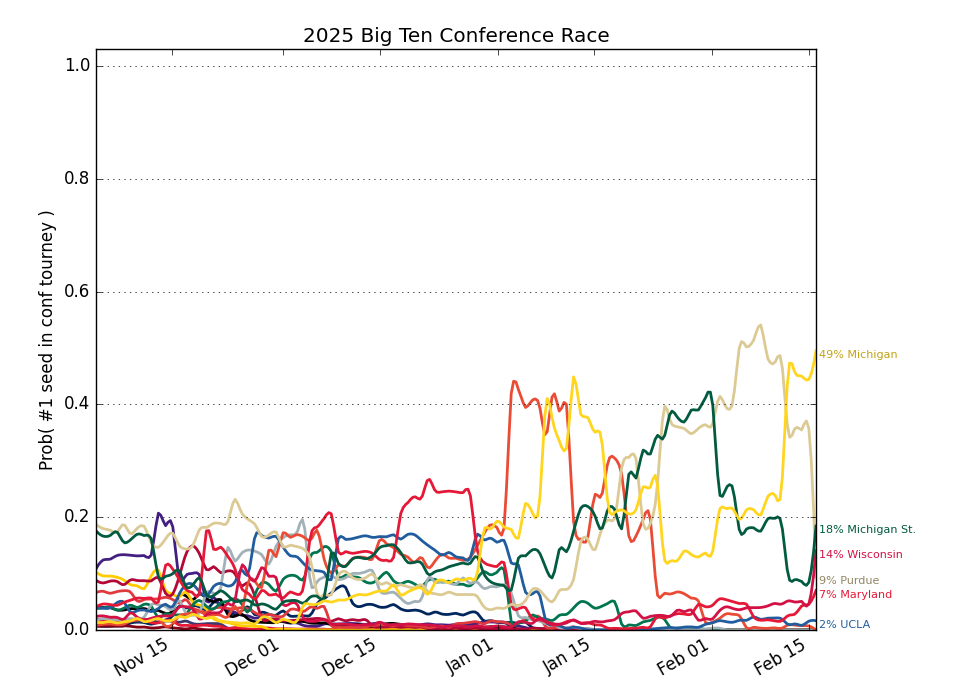 2025 Big Ten Conference Race
Prob( #1 seed in conf tourney )
1.0
0.8
0.6
0.4
0.2
0.0
Nov 15
Dec 01
Dec 15
Jan 01
Jan 15
Feb 01
Feb 15
49% Michigan
18% Michigan St.
14% Wisconsin
9% Purdue
7% Maryland
2% UCLA